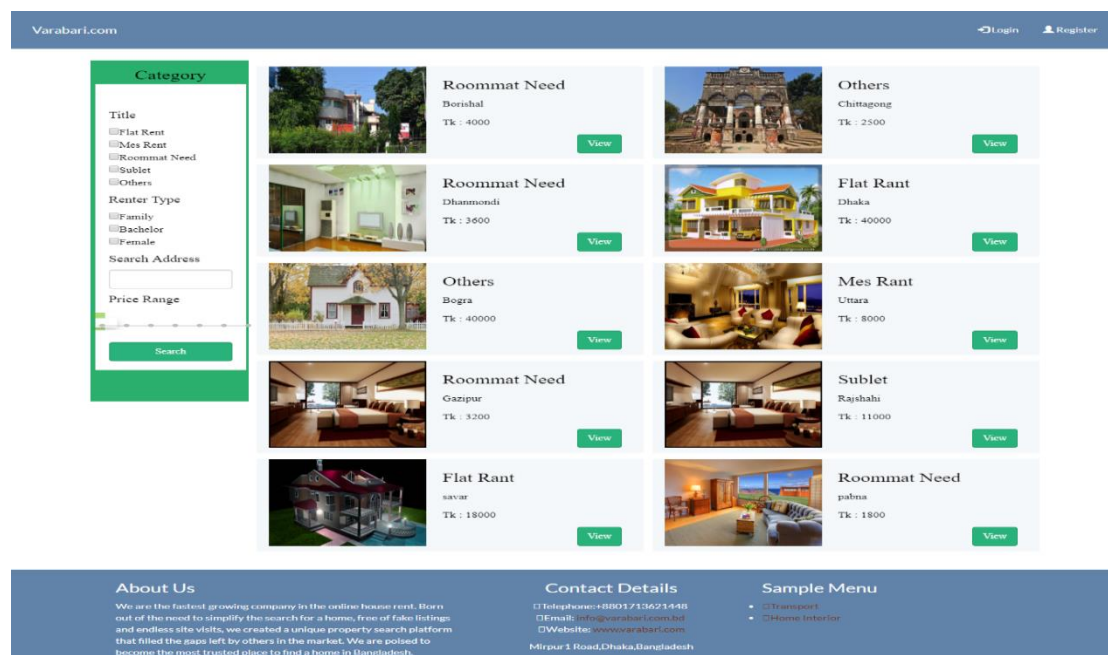 Varabari.com
Login
Register
Category
Title
Flat Rent
Mes Rent
Roommat Need
Sublet
Others
Renter Type
Family
Bachelor
Female
Search Address
Price Range
Search
Roommat Need
Borishal
Tk : 4000
View
Others
Chittagong
Tk : 2500
View
Roommat Need
Dhanmondi
Tk : 3600
View
Flat Rant
Dhaka
Tk : 40000
View
Others
Bogra
Tk : 40000
View
Mes Rant
Uttara
Tk : 8000
View
Roommat Need
Gazipur
Tk : 3200
View
Sublet
Rajshahi
Tk : 11000
View
Flat Rant
savar
Tk : 18000
View
Roommat Need
pabna
Tk : 1800
View
About Us
We are the fastest growing company in the online house rent. Born
out of the need to simplify the search for a home, free of fake listings
and endless site visits, we created a unique property search platform
that filled the gaps left by others in the market. We are poised to
become the most trusted place to find a home in Bangladesh.
Contact Details
Telephone:+8801713621448
Email: info@varabari.com.bd
Website: www.varabari.com
Mirpur1 Road,Dhaka,Bangladesh
Sample Menu
Transport
Home Interior